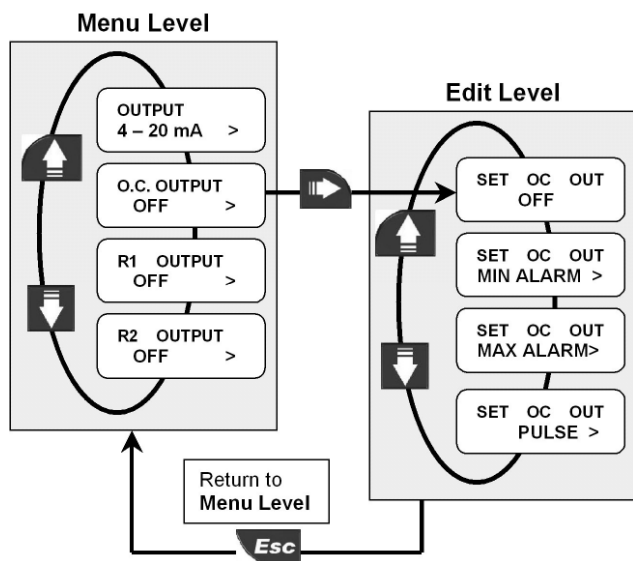 Menu Level
OUTPUT
4 – 20 mA >
O.C. OUTPUT
OFF >
R1 OUTPUT
OFF >
R2 OUTPUT
OFF >
Edit Level
SET OC OUT
OFF
SET OC OUT
MIN ALARM >
SET OC OUT
MAX ALARM>
SET OC OUT
PULSE >
Return to
Menu Level
Esc